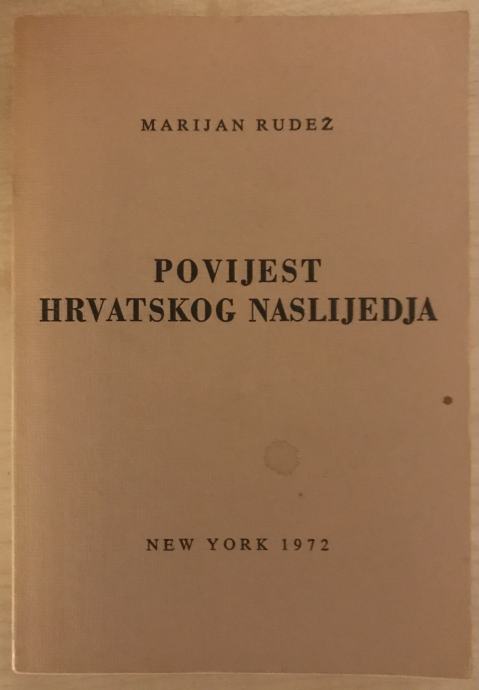 MARIJAN RUDEŽ
POVIJEST
HRVATSKOG NASLIJEDJA
NEW YORK 1972